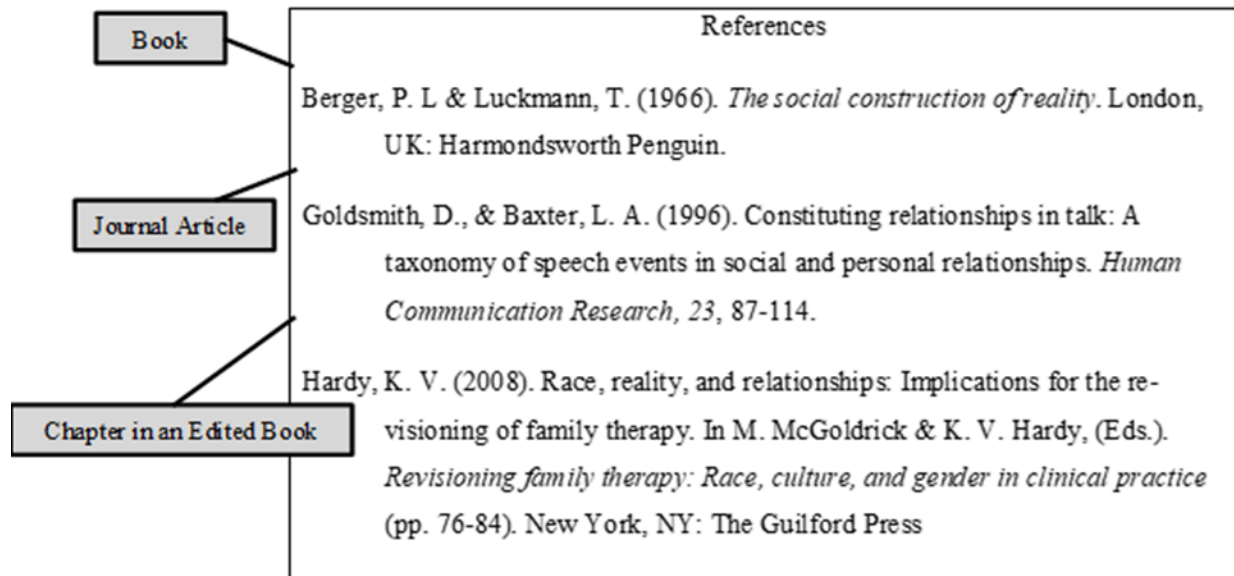 References
Book
Berger, P. L & Luckmann, T. (1966). The social construction of reality. London,
UK: Harmondsworth Penguin.
Journal Article
Goldsmith, D., & Baxter, L. A. (1996). Constituting relationships in talk: A
taxonomy of speech events in social and personal relationships. Human
Communication Research, 23, 87-114.
Chapter in an Edited Book
Hardy, K. V. (2008). Race, reality, and relationships: Implications for the re-
visioning of family therapy. In M. McGoldrick & K. V. Hardy, (Eds.).
Revisioning family therapy: Race, culture, and gender in clinical practice
(pp. 76-84). New York, NY: The Guilford Press